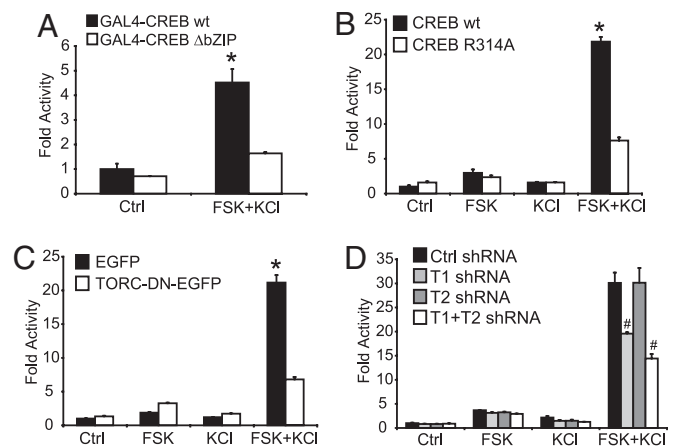 A
GAL4-CREB wt
GAL4-CREB ΔbZIP
Fold Activity
6
5
4
3
2
1
0
*
Ctrl
FSK+KCl
B
CREB wt
CREB R314A
Fold Activity
25
20
15
10
5
0
*
Ctrl
FSK
KCl
FSK+KCl
C
EGFP
TORC-DN-EGFP
Fold Activity
25
20
15
10
5
0
*
Ctrl
FSK
KCl
FSK+KCl
D
Ctrl shRNA
T1 shRNA
T2 shRNA
T1+T2 shRNA
Fold Activity
35
30
25
20
15
10
5
0
#
#
Ctrl
FSK
KCl
FSK+KCl